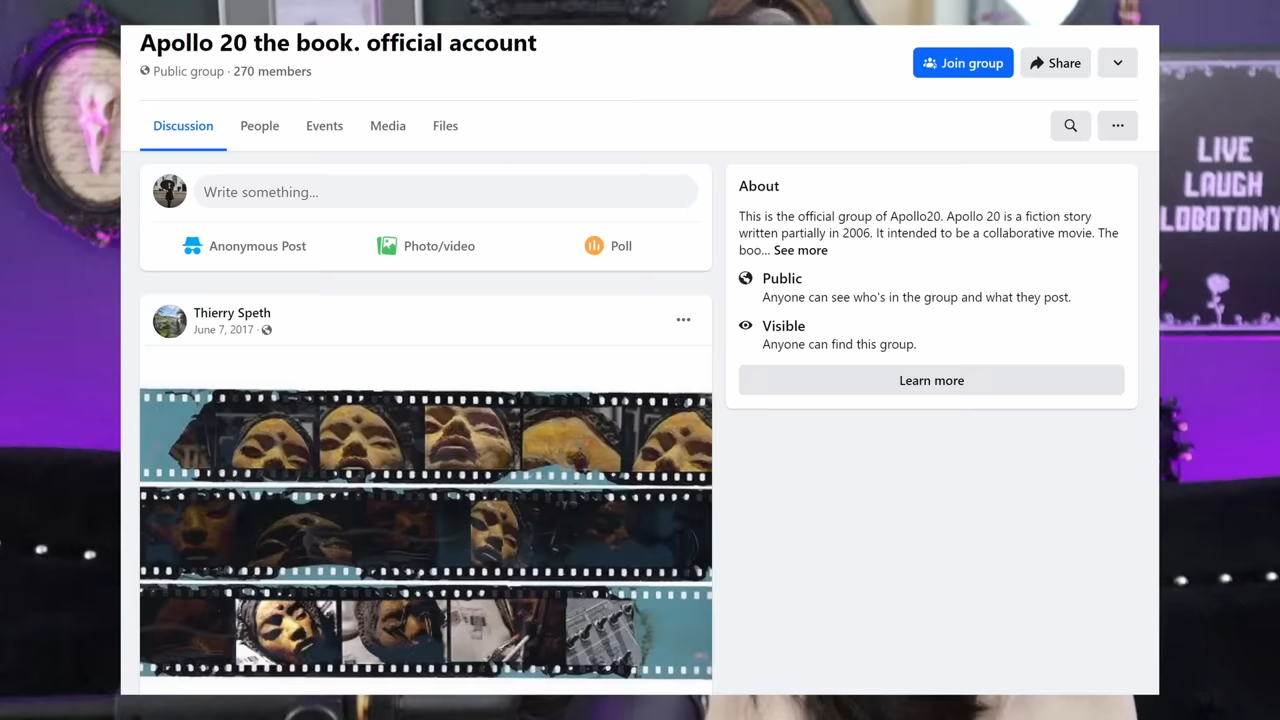 Apollo 20 the book. official account
Public group · 270 members
Join group
Share
Discussion
People
Events
Media
Files
Write something...
Anonymous Post
Photo/video
Poll
Thierry Speth
June 7, 2017 ·
About
This is the official group of Apollo20. Apollo 20 is a fiction story
written partially in 2006. It intended to be a collaborative movie. The
boo... See more
Public
Anyone can see who's in the group and what they post.
Visible
Anyone can find this group.
Learn more
LIVE
LAUGH
LOBOTOMY